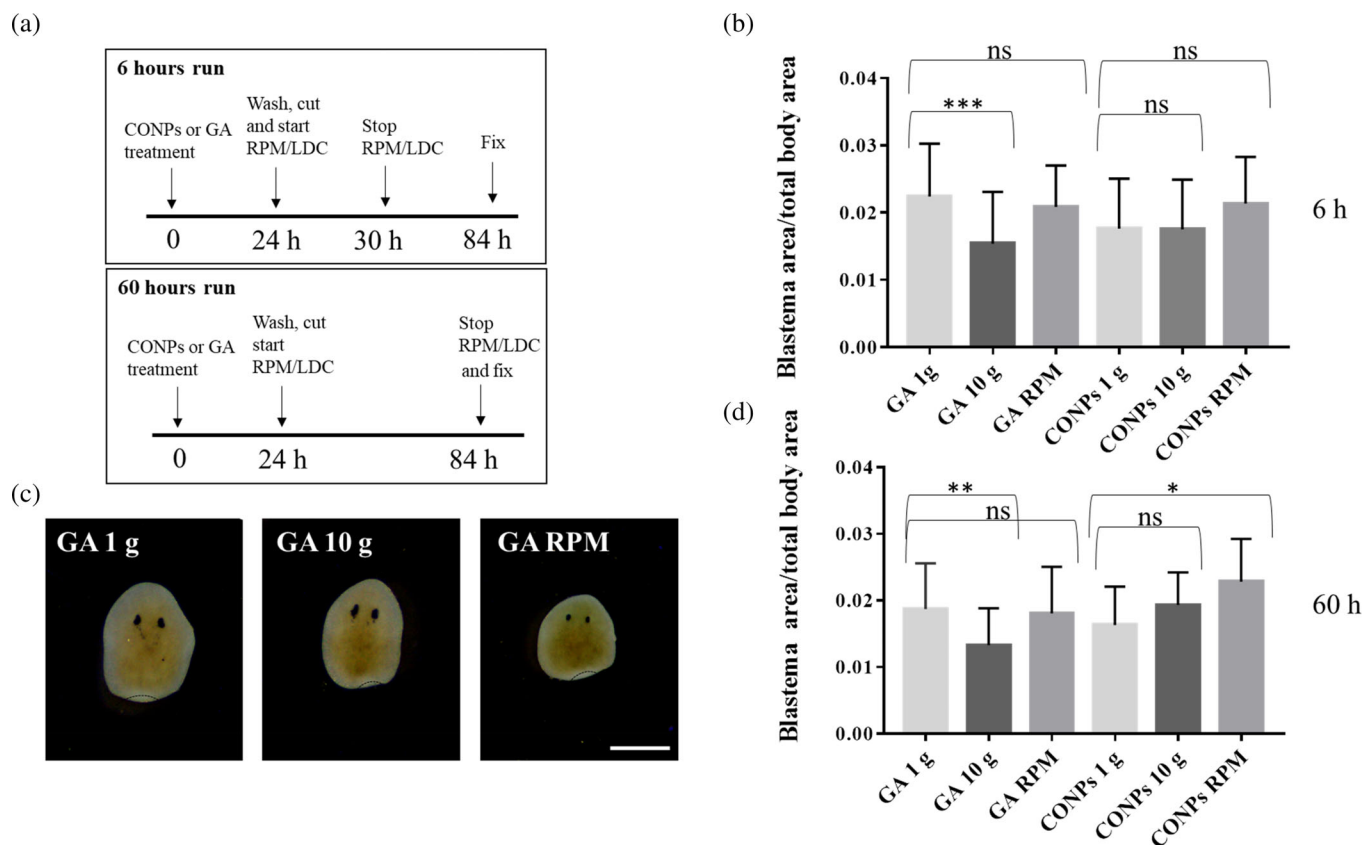 (a)
6 hours run
CONPs or GA
treatment
Wash, cut
and start
RPM/LDC
Stop
RPM/LDC
Fix
0
24 h
30 h
84 h
60 hours run
CONPs or GA
treatment
Wash, cut
start
RPM/LDC
Stop
RPM/LDC
and fix
0
24 h
84 h
(b)
Blastema area/total body area
0.04
0.03
0.02
0.01
0.00
ns
ns
***
ns
GA 1g
GA 10 g
GA RPM
CONPs 1 g
CONPs 10 g
CONPs RPM
6 h
(c)
GA 1 g
GA 10 g
GA RPM
(d)
Blastema area/total body area
0.04
0.03
0.02
0.01
0.00
**
*
ns
ns
GA 1 g
GA 10 g
GA RPM
CONPs 1 g
CONPs 10 g
CONPs RPM
60 h